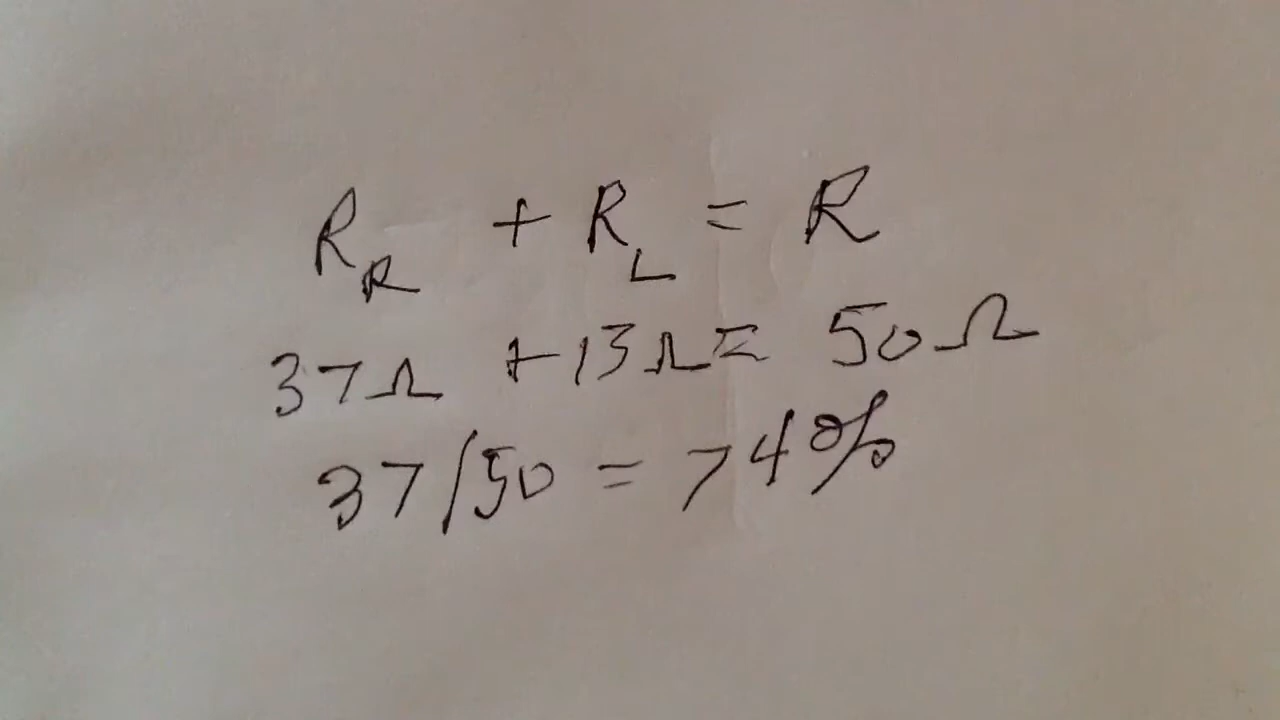 R_R + R_L = R
37Ω + 13Ω = 50Ω
37/50 = 74%